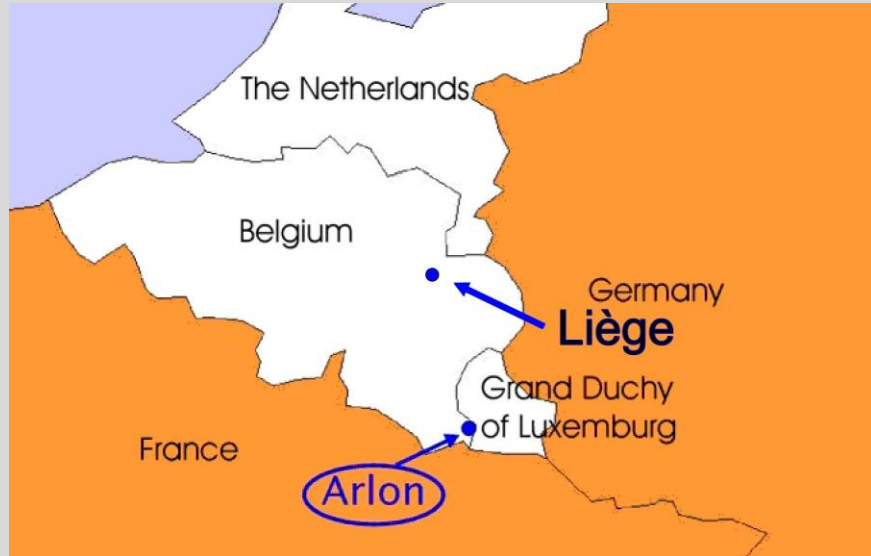 The Netherlands
Belgium
Germany
Liège
Grand Duchy
of Luxemburg
France
Arlon